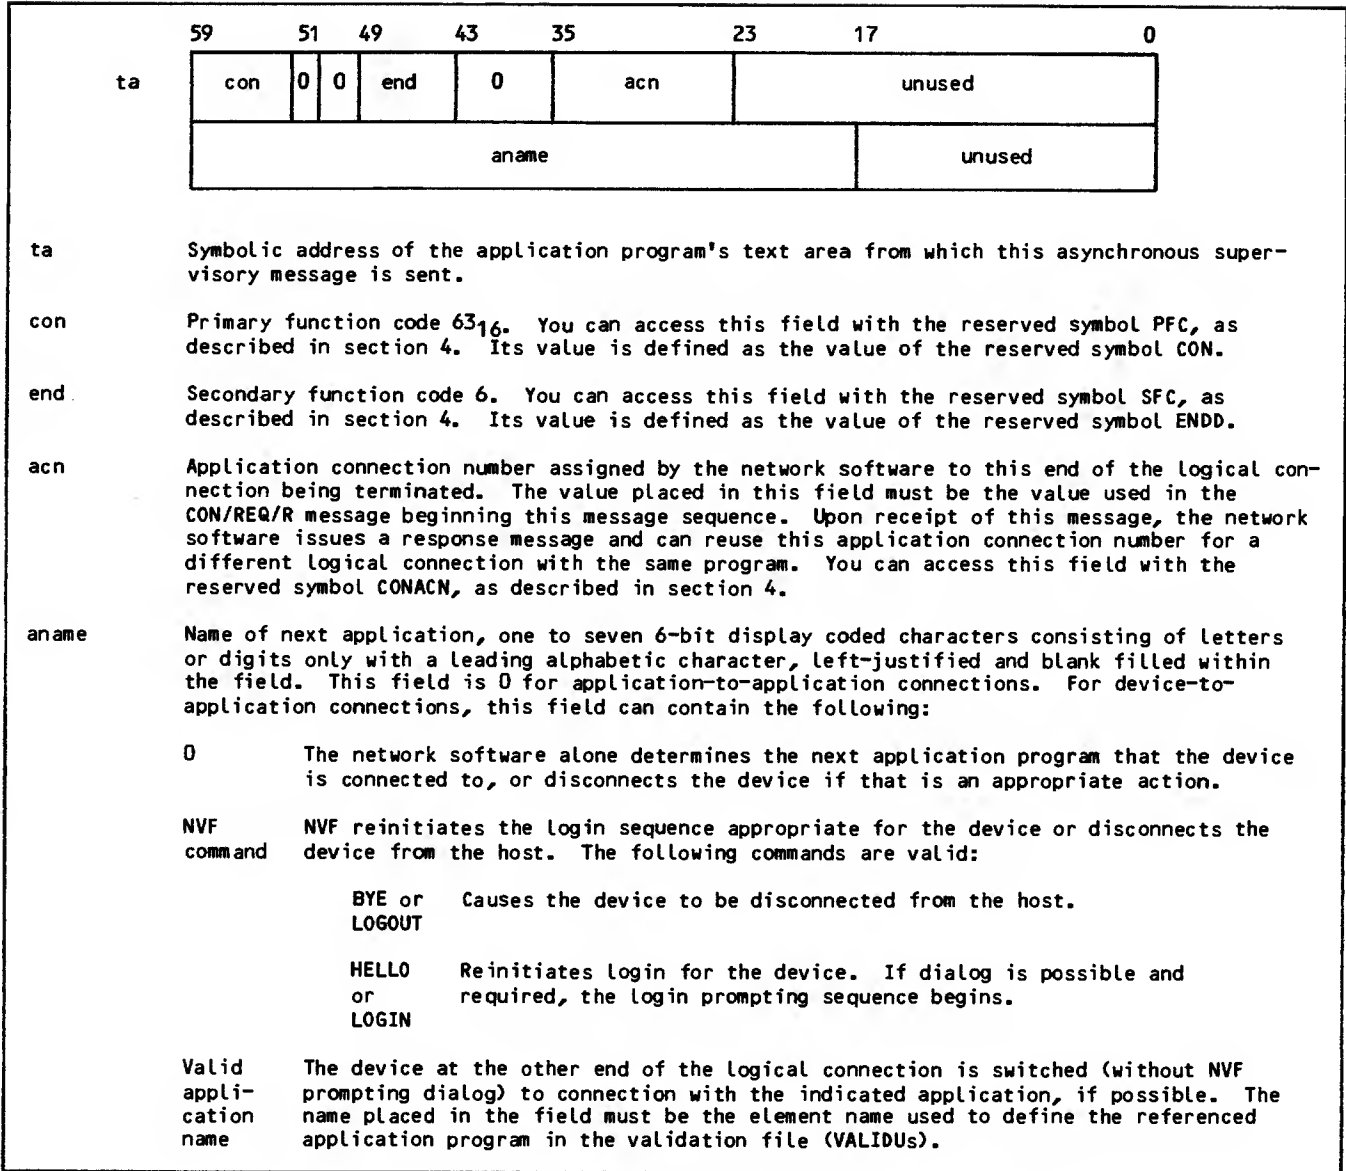 59 51 49 43 35 23 17 0
ta con 0 0 end 0 acn unused
aname unused
ta Symbolic address of the application program's text area from which this asynchronous super-
visory message is sent.
con Primary function code 63₁₆. You can access this field with the reserved symbol PFC, as
described in section 4. Its value is defined as the value of the reserved symbol CON.
end Secondary function code 6. You can access this field with the reserved symbol SFC, as
described in section 4. Its value is defined as the value of the reserved symbol ENDD.
acn Application connection number assigned by the network software to this end of the logical con-
nection being terminated. The value placed in this field must be the value used in the
CON/REQ/R message beginning this message sequence. Upon receipt of this message, the network
software issues a response message and can reuse this application connection number for a
different logical connection with the same program. You can access this field with the
reserved symbol CONACN, as described in section 4.
aname Name of next application, one to seven 6-bit display coded characters consisting of letters
or digits only with a leading alphabetic character, left-justified and blank filled within
the field. This field is 0 for application-to-application connections. For device-to-
application connections, this field can contain the following:
0 The network software alone determines the next application program that the device
is connected to, or disconnects the device if that is an appropriate action.
NVF NVF reinitiates the login sequence appropriate for the device or disconnects the
command device from the host. The following commands are valid:
BYE or Causes the device to be disconnected from the host.
LOGOUT
HELLO Reinitiates login for the device. If dialog is possible and
or required, the login prompting sequence begins.
LOGIN
Valid The device at the other end of the logical connection is switched (without NVF
appli- prompting dialog) to connection with the indicated application, if possible. The
cation name placed in the field must be the element name used to define the referenced
name application program in the validation file (VALIDUs).